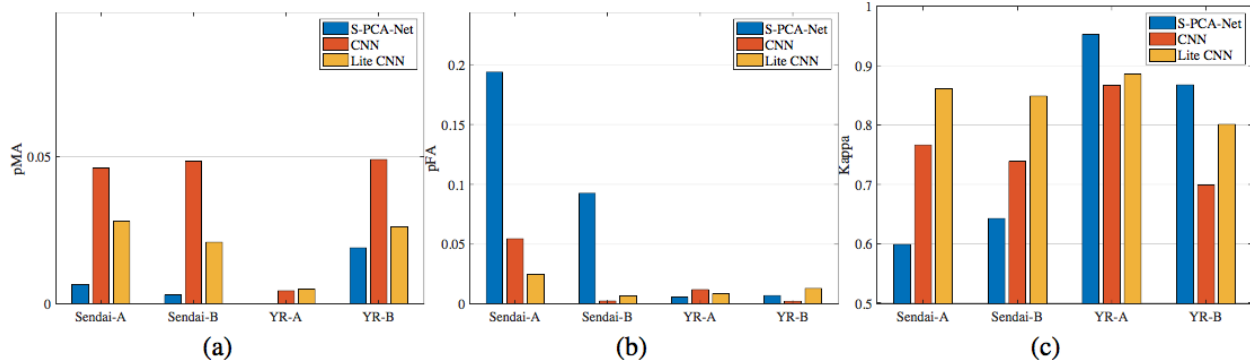 pMA
0.05
0
S-PCA-Net
CNN
Lite CNN
Sendai-A Sendai-B YR-A YR-B
(a)
pFA
0.2
0.15
0.1
0.05
0
S-PCA-Net
CNN
Lite CNN
Sendai-A Sendai-B YR-A YR-B
(b)
Kappa
1
0.9
0.8
0.7
0.6
0.5
S-PCA-Net
CNN
Lite CNN
Sendai-A Sendai-B YR-A YR-B
(c)